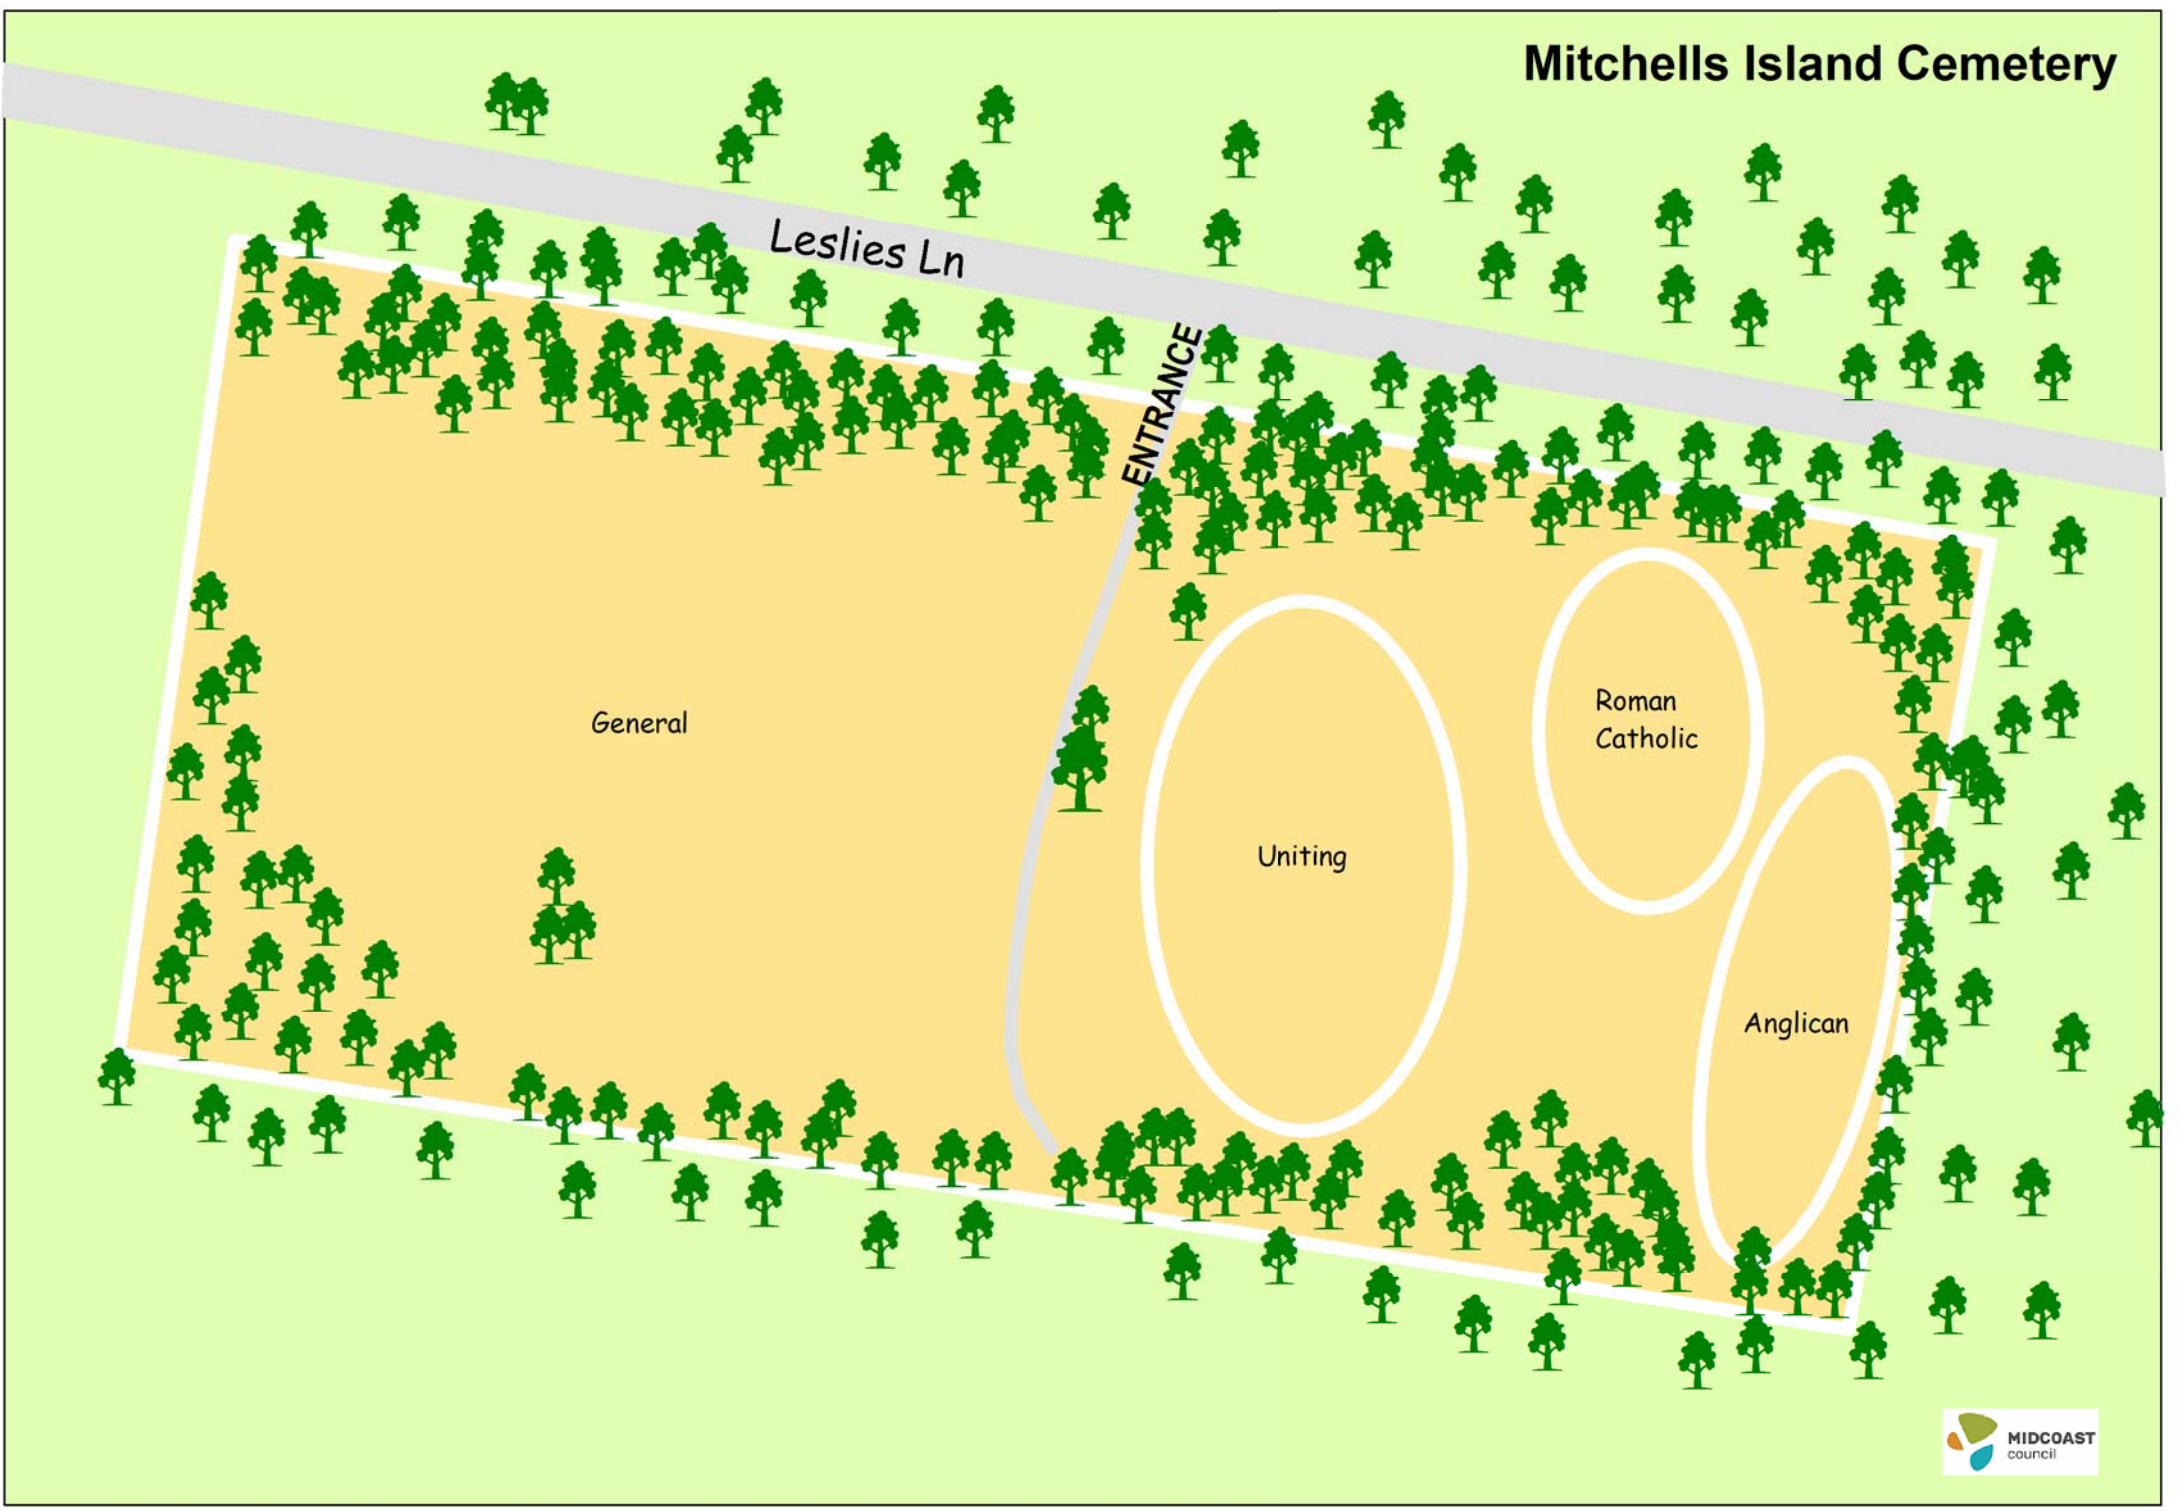 Mitchells Island Cemetery
Leslies Ln
ENTRANCE
General
Roman
Catholic
Uniting
Anglican
MIDCOAST
council